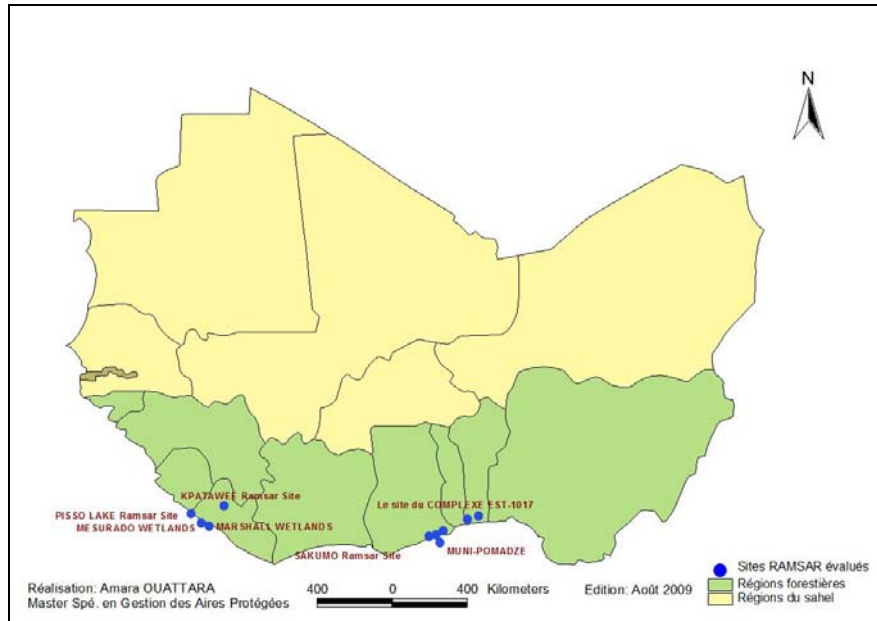 N
KPATAWEE Ramsar Site
PISSO LAKE Ramsar Site
Le site du COMPLEXE EST-1017
MESURADO WETLANDS
MARSHALL WETLANDS
SAKUMO Ramsar Site
MUNI-POMADZE
Sites RAMSAR évalués
Régions forestières
Régions du sahel
Réalisation: Amara OUATTARA
Master Spé. en Gestion des Aires Protégées
400 0 400 Kilometers
Edition: Août 2009